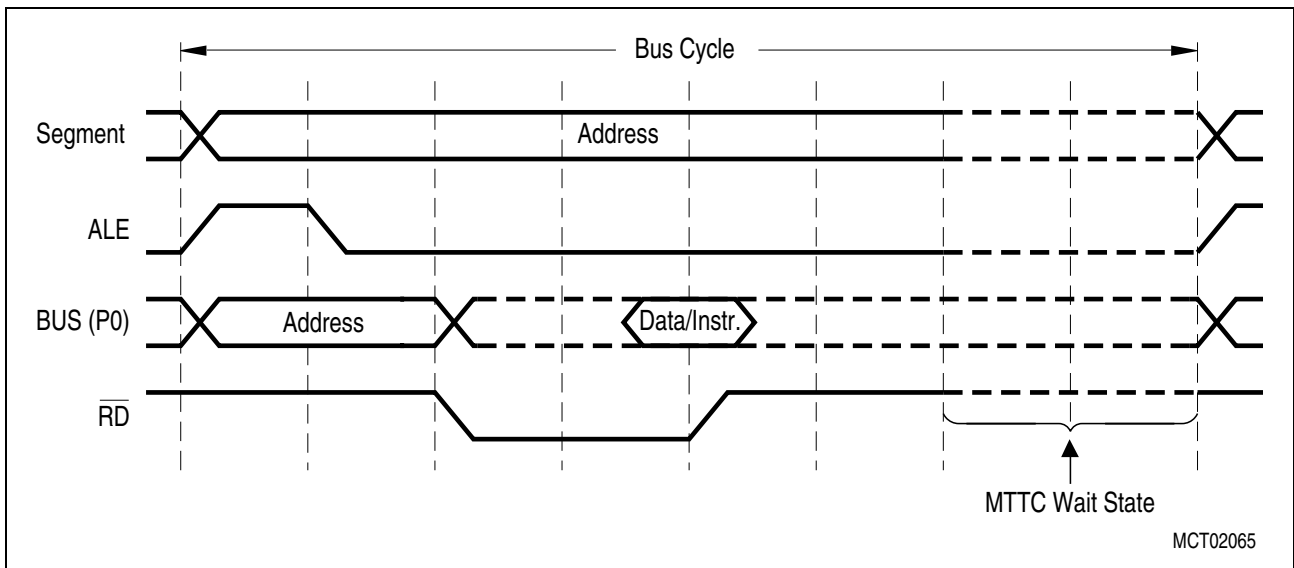 Bus Cycle
Segment
Address
ALE
BUS (P0)
Address
Data/Instr.
RD
MTTC Wait State
MCT02065